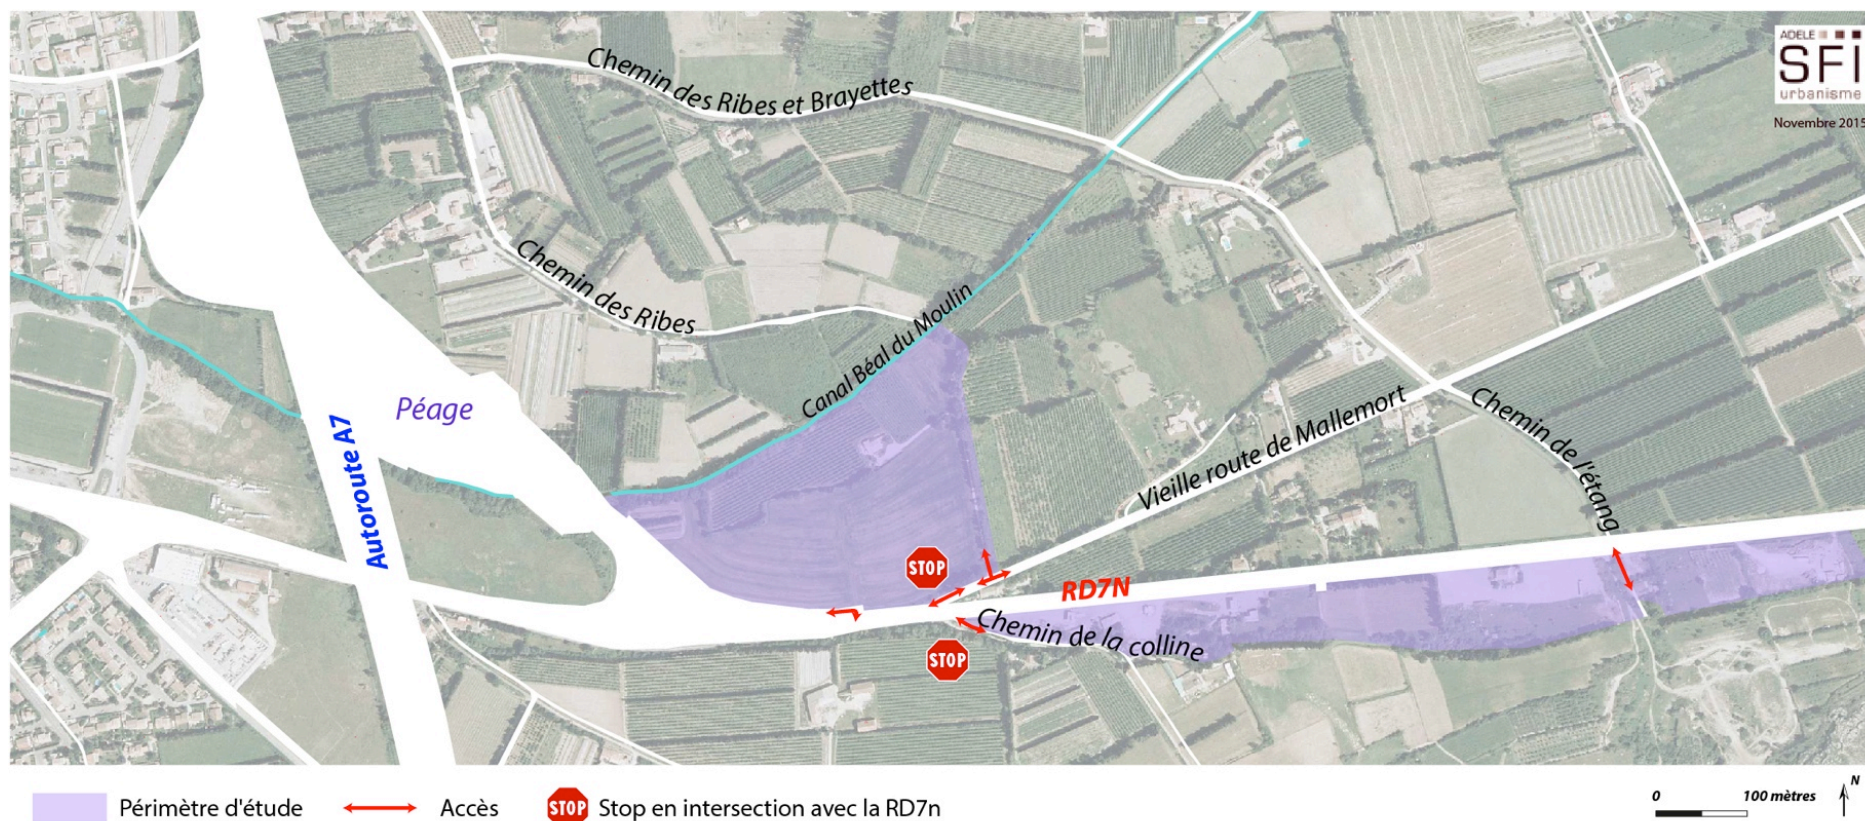 ADELE
SFI
urbanisme
Novembre 2015
Chemin des Ribes et Brayettes
Chemin des Ribes
Canal Béal du Moulin
Péage
Autoroute A7
Vieille route de Mallemort
Chemin de l'étang
STOP
RD7N
Chemin de la colline
STOP
Périmètre d'étude
Accès
STOP Stop en intersection avec la RD7n
0 100 mètres
N